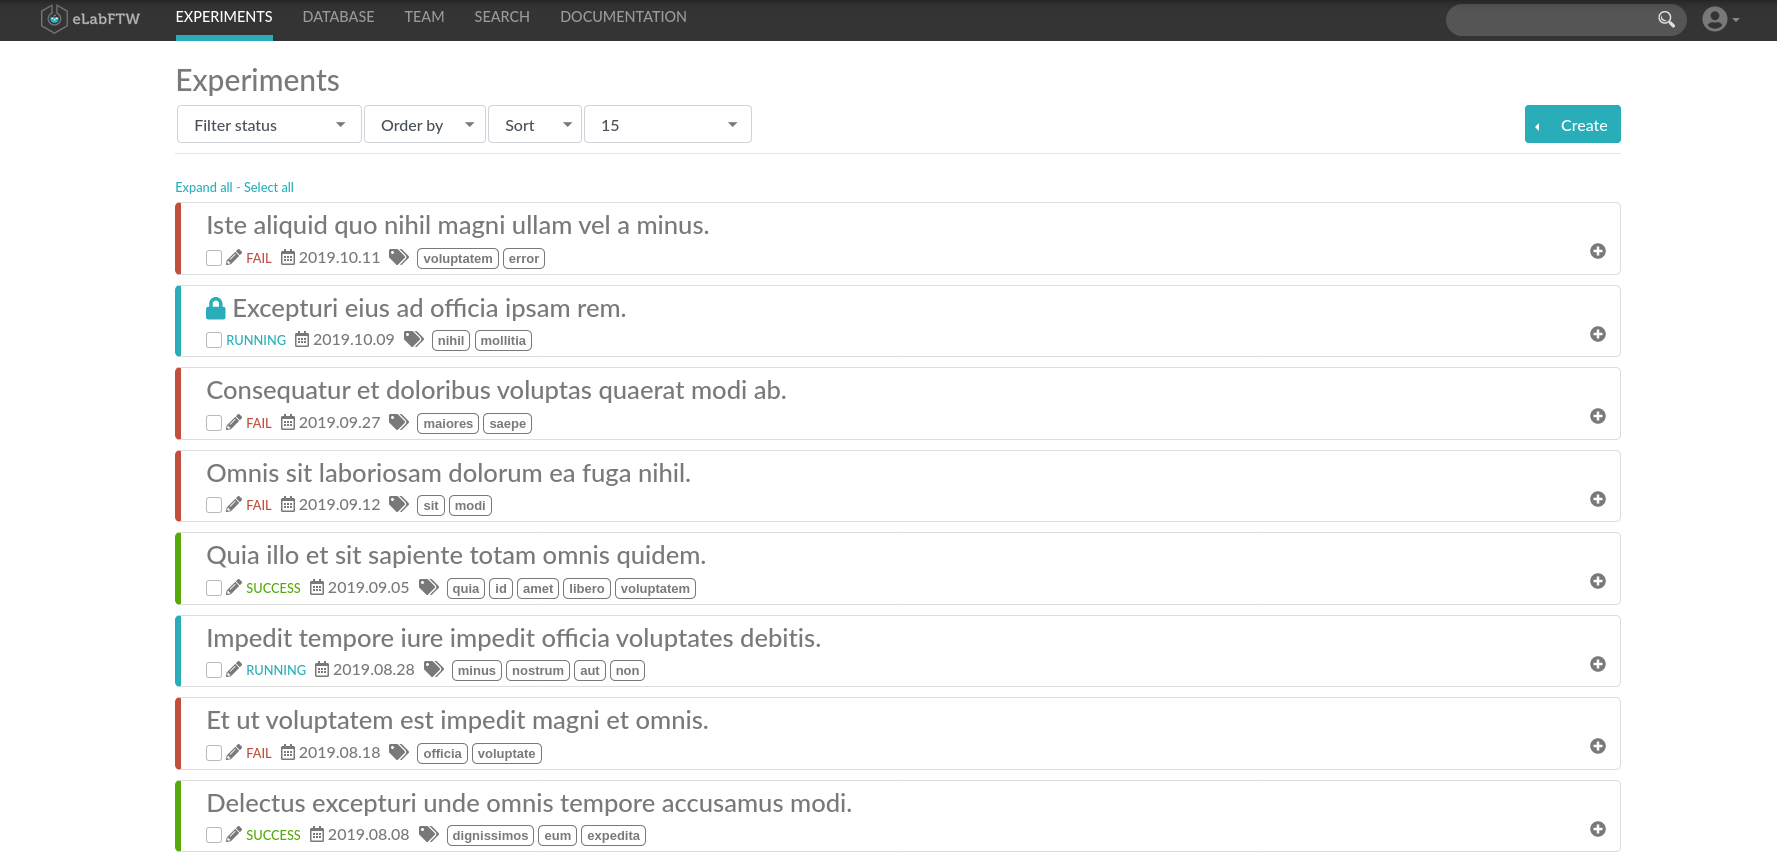 eLabFTW EXPERIMENTS DATABASE TEAM SEARCH DOCUMENTATION
Experiments
Filter status Order by Sort 15 Create
Expand all - Select all
Iste aliquid quo nihil magni ullam vel a minus.
FAIL 2019.10.11 voluptatem error
Excepturi eius ad officia ipsam rem.
RUNNING 2019.10.09 nihil mollitia
Consequatur et doloribus voluptas quaerat modi ab.
FAIL 2019.09.27 maiores saepe
Omnis sit laboriosam dolorum ea fuga nihil.
FAIL 2019.09.12 sit modi
Quia illo et sit sapiente totam omnis quidem.
SUCCESS 2019.09.05 quia id amet libero voluptatem
Impedit tempore iure impedit officia voluptates debitis.
RUNNING 2019.08.28 minus nostrum aut non
Et ut voluptatem est impedit magni et omnis.
FAIL 2019.08.18 officia voluptate
Delectus excepturi unde omnis tempore accusamus modi.
SUCCESS 2019.08.08 dignissimos eum expedita